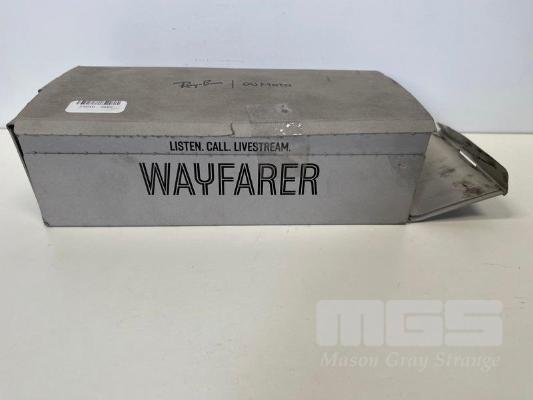 Ray-Ban | Meta
LISTEN. CALL. LIVESTREAM.
WAYFARER
MGS
Mason Gray Strange